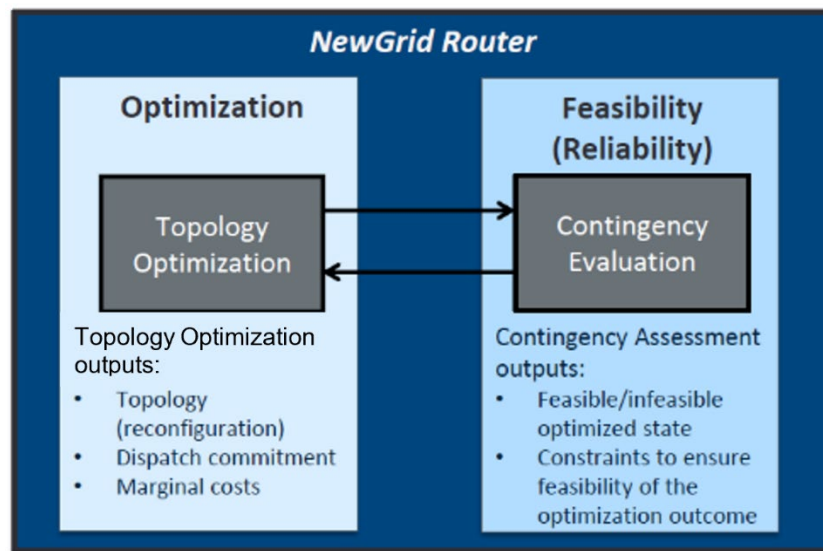 NewGrid Router
Optimization
Topology
Optimization
Topology Optimization
outputs:
• Topology
(reconfiguration)
• Dispatch commitment
• Marginal costs
Feasibility
(Reliability)
Contingency
Evaluation
Contingency Assessment
outputs:
• Feasible/infeasible
optimized state
• Constraints to ensure
feasibility of the
optimization outcome